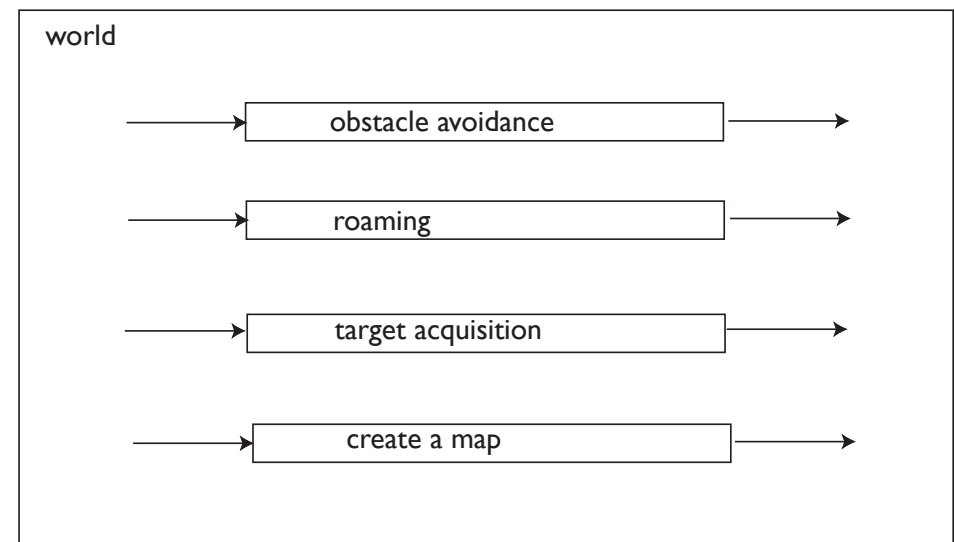 world
obstacle avoidance
roaming
target acquisition
create a map